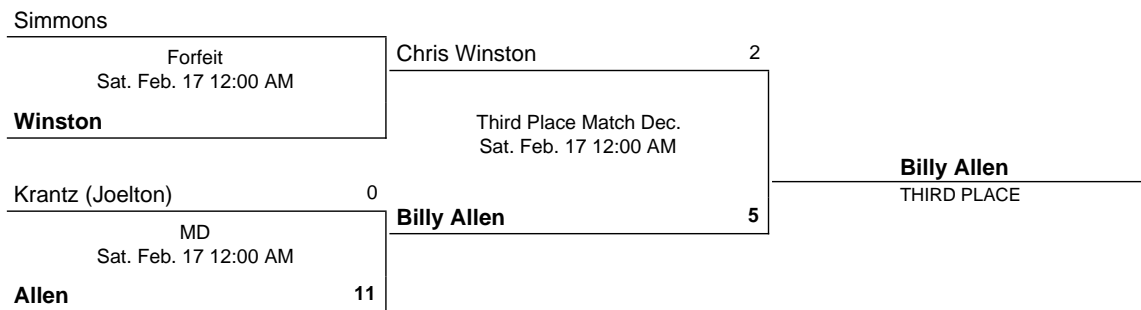 Simmons
Forfeit
Sat. Feb. 17 12:00 AM
Winston
Chris Winston 2
Third Place Match Dec.
Sat. Feb. 17 12:00 AM
Billy Allen
THIRD PLACE
Krantz (Joelton) 0
MD
Sat. Feb. 17 12:00 AM
Billy Allen 5
Allen 11